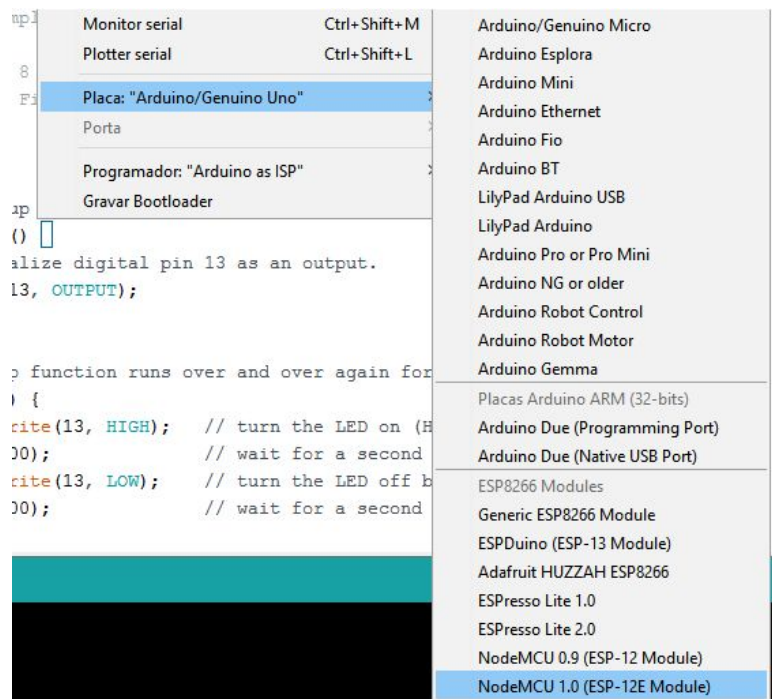 Monitor serial Ctrl+Shift+M
Plotter serial Ctrl+Shift+L
8
Placa: "Arduino/Genuino Uno"
Porta
Programador: "Arduino as ISP"
Gravar Bootloader
up
()
alize digital pin 13 as an output.
13, OUTPUT);
function runs over and over again for
) {
rite(13, HIGH); // turn the LED on (H
00); // wait for a second
rite(13, LOW); // turn the LED off b
00); // wait for a second
Arduino/Genuino Micro
Arduino Esplora
Arduino Mini
Arduino Ethernet
Arduino Fio
Arduino BT
LilyPad Arduino USB
LilyPad Arduino
Arduino Pro or Pro Mini
Arduino NG or older
Arduino Robot Control
Arduino Robot Motor
Arduino Gemma
Placas Arduino ARM (32-bits)
Arduino Due (Programming Port)
Arduino Due (Native USB Port)
ESP8266 Modules
Generic ESP8266 Module
ESPDuino (ESP-13 Module)
Adafruit HUZZAH ESP8266
ESPresso Lite 1.0
ESPresso Lite 2.0
NodeMCU 0.9 (ESP-12 Module)
NodeMCU 1.0 (ESP-12E Module)